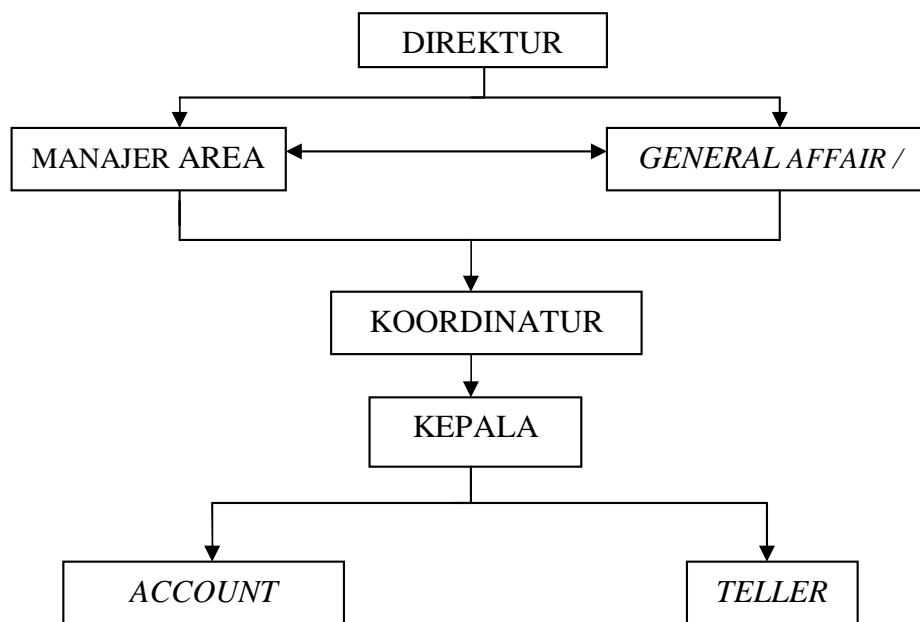 DIREKTUR
MANAJER AREA
GENERAL AFFAIR /
KOORDINATUR
KEPALA
ACCOUNT
TELLER